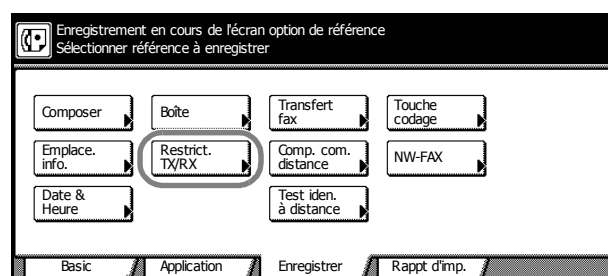 Enregistrement en cours de l'écran option de référence
Sélectionner référence à enregistrer
Composer
Boîte
Transfert
fax
Touche
codage
Emplace.
info.
Restrict.
TX/RX
Comp. com.
distance
NW-FAX
Date &
Heure
Test iden.
à distance
Basic
Application
Enregistrer
Rappt d'imp.